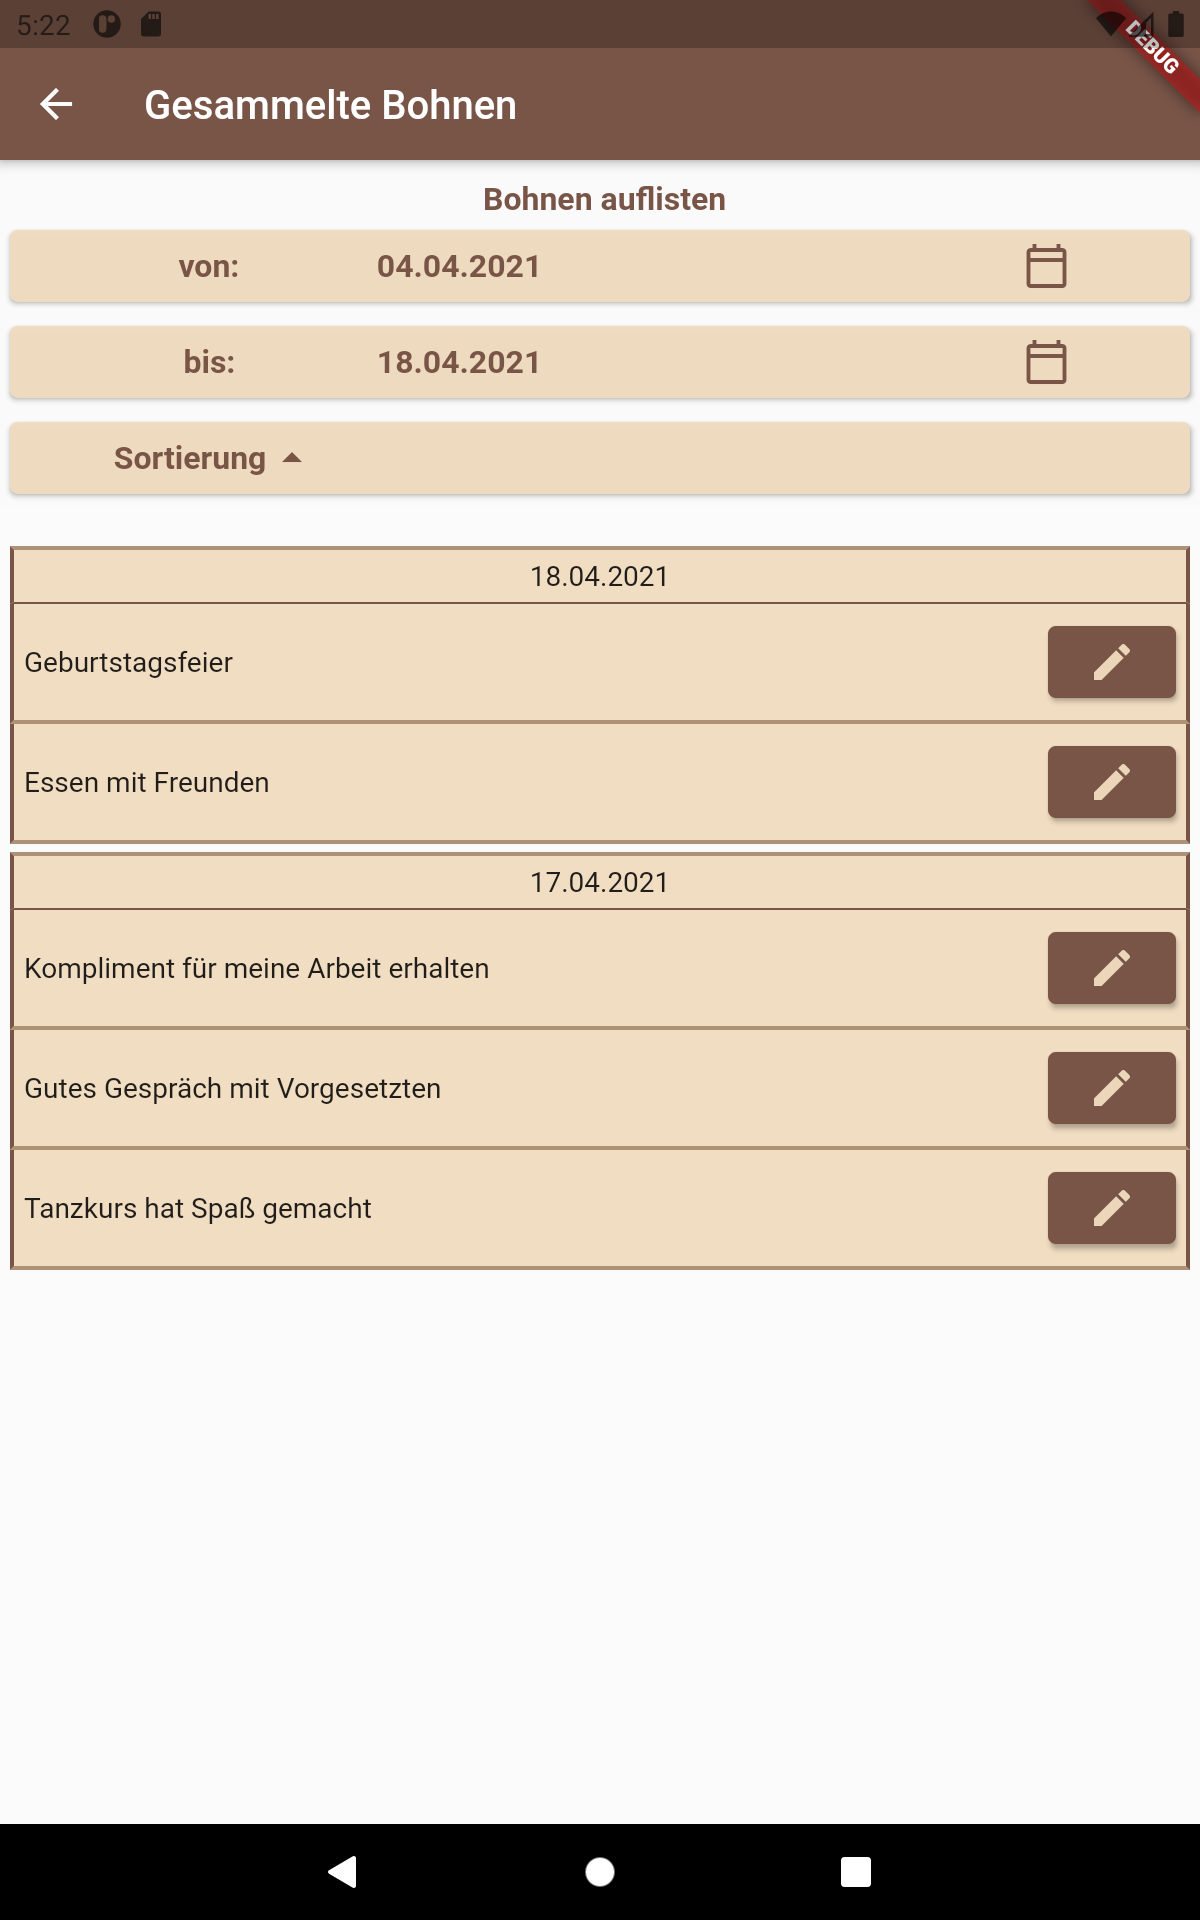 5:22
DEBUG
Gesammelte Bohnen
Bohnen auflisten
von: 04.04.2021
bis: 18.04.2021
Sortierung
18.04.2021
Geburtstagsfeier
Essen mit Freunden
17.04.2021
Kompliment für meine Arbeit erhalten
Gutes Gespräch mit Vorgesetzten
Tanzkurs hat Spaß gemacht